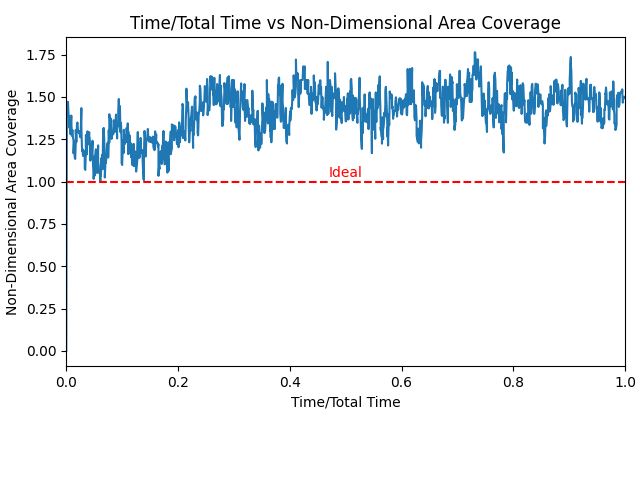 Time/Total Time vs Non-Dimensional Area Coverage
Non-Dimensional Area Coverage
1.75
1.50
1.25
1.00
0.75
0.50
0.25
0.00
Ideal
0.0 0.2 0.4 0.6 0.8 1.0
Time/Total Time